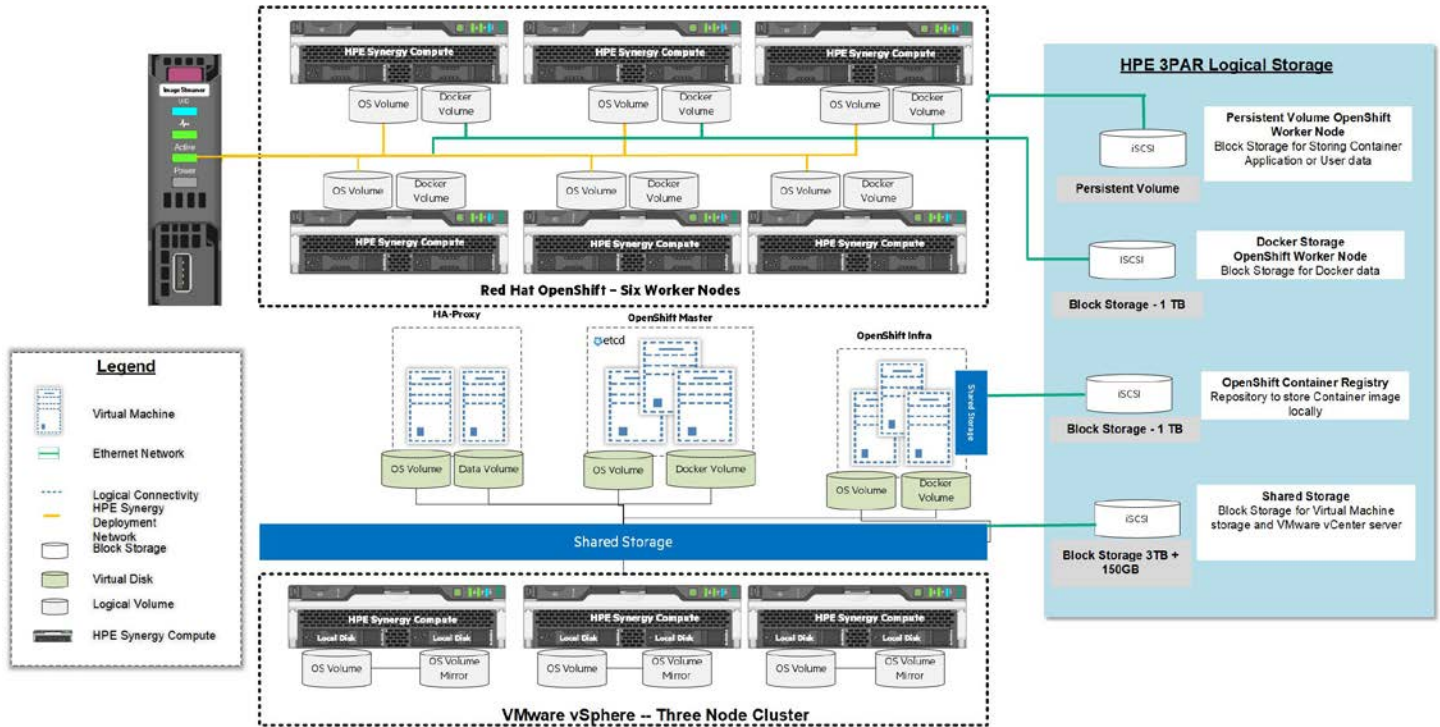 HPE Synergy Compute
HPE Synergy Compute
HPE Synergy Compute
OS Volume
Docker
Volume
OS Volume
Docker
Volume
OS Volume
Docker
Volume
Image Streamer
UID
Active
Power
OS Volume
Docker
Volume
OS Volume
Docker
Volume
OS Volume
Docker
Volume
HPE Synergy Compute
HPE Synergy Compute
HPE Synergy Compute
Red Hat OpenShift – Six Worker Nodes
HPE 3PAR Logical Storage
iSCSI
Persistent Volume
Persistent Volume OpenShift
Worker Node
Block Storage for Storing Container
Application or User data
iSCSI
Block Storage - 1 TB
Docker Storage
OpenShift Worker Node
Block Storage for Docker data
iSCSI
Block Storage - 1 TB
OpenShift Container Registry
Repository to store Container image
locally
iSCSI
Block Storage 3TB +
150GB
Shared Storage
Block Storage for Virtual Machine
storage and VMware vCenter server
HA-Proxy
OS Volume
Data Volume
OpenShift Master
etcd
OS Volume
Docker Volume
OpenShift Infra
Shared Storage
OS Volume
Docker
Volume
Shared Storage
HPE Synergy Compute
Local Disk
Local Disk
HPE Synergy Compute
Local Disk
Local Disk
HPE Synergy Compute
Local Disk
Local Disk
OS Volume
OS Volume
Mirror
OS Volume
OS Volume
Mirror
OS Volume
OS Volume
Mirror
VMware vSphere -- Three Node Cluster
Legend
Virtual Machine
Ethernet Network
Logical Connectivity
HPE Synergy
Deployment
Network
Block Storage
Virtual Disk
Logical Volume
HPE Synergy Compute